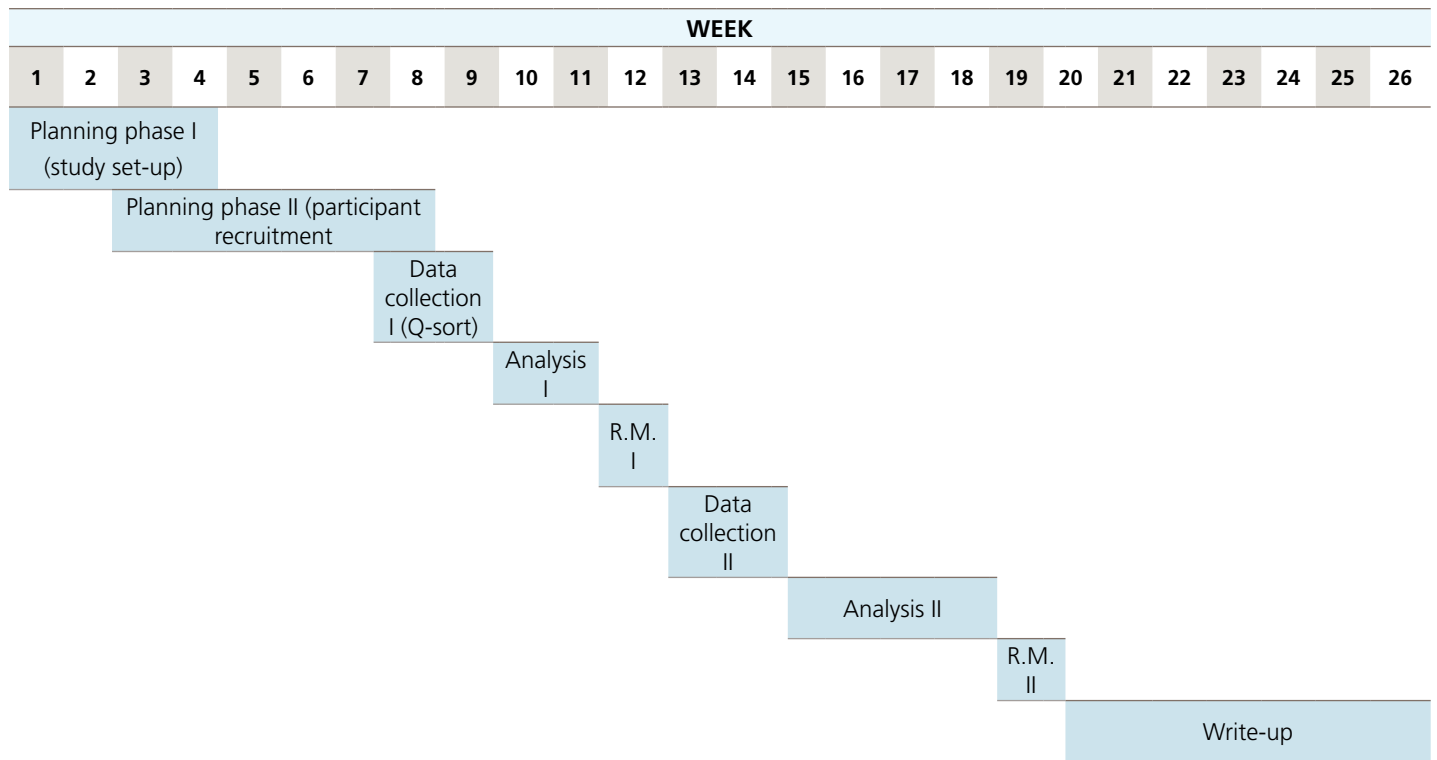 WEEK
1 2 3 4 5 6 7 8 9 10 11 12 13 14 15 16 17 18 19 20 21 22 23 24 25 26
Planning phase I
(study set-up)
Planning phase II (participant
recruitment
Data
collection
I (Q-sort)
Analysis
I
R.M.
I
Data
collection
II
Analysis II
R.M.
II
Write-up